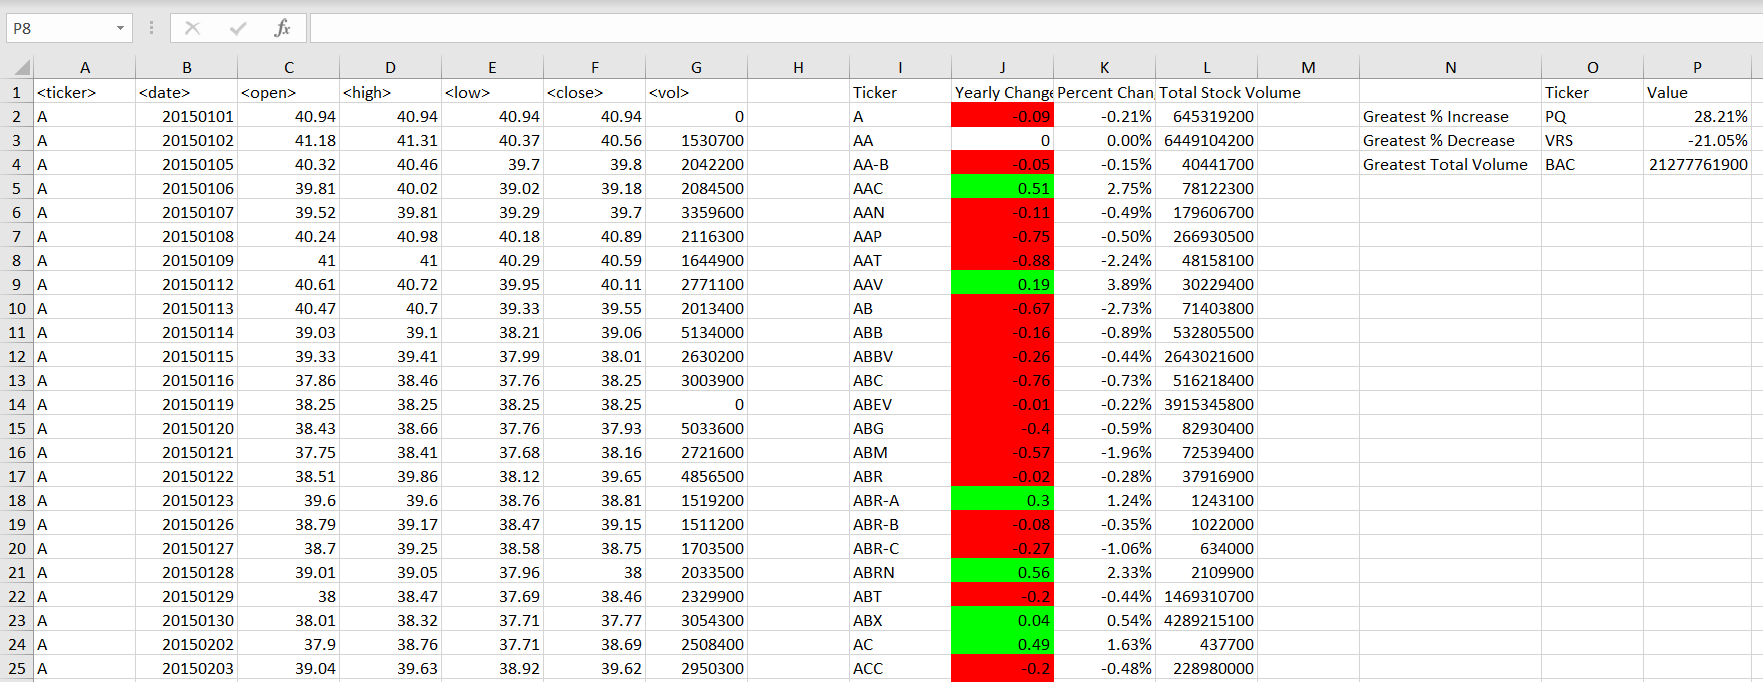 P8 fx
A B C D E F G H I J K L M N O P
1 <ticker> <date> <open> <high> <low> <close> <vol> Ticker Yearly Change Percent Chan Total Stock Volume Ticker Value
2 A 20150101 40.94 40.94 40.94 40.94 0 A -0.09 -0.21% 645319200 Greatest % Increase PQ 28.21%
3 A 20150102 41.18 41.31 40.37 40.56 1530700 AA 0 0.00% 6449104200 Greatest % Decrease VRS -21.05%
4 A 20150105 40.32 40.46 39.7 39.8 2042200 AA-B -0.05 -0.15% 40441700 Greatest Total Volume BAC 21277761900
5 A 20150106 39.81 40.02 39.02 39.18 2084500 AAC 0.51 2.75% 78122300
6 A 20150107 39.52 39.81 39.29 39.7 3359600 AAN -0.11 -0.49% 179606700
7 A 20150108 40.24 40.98 40.18 40.89 2116300 AAP -0.75 -0.50% 266930500
8 A 20150109 41 41 40.29 40.59 1644900 AAT -0.88 -2.24% 48158100
9 A 20150112 40.61 40.72 39.95 40.11 2771100 AAV 0.19 3.89% 30229400
10 A 20150113 40.47 40.7 39.33 39.55 2013400 AB -0.67 -2.73% 71403800
11 A 20150114 39.03 39.1 38.21 39.06 5134000 ABB -0.16 -0.89% 532805500
12 A 20150115 39.33 39.41 37.99 38.01 2630200 ABBV -0.26 -0.44% 2643021600
13 A 20150116 37.86 38.46 37.76 38.25 3003900 ABC -0.76 -0.73% 516218400
14 A 20150119 38.25 38.25 38.25 38.25 0 ABEV -0.01 -0.22% 3915345800
15 A 20150120 38.43 38.66 37.76 37.93 5033600 ABG -0.4 -0.59% 82930400
16 A 20150121 37.75 38.41 37.68 38.16 2721600 ABM -0.57 -1.96% 72539400
17 A 20150122 38.51 39.86 38.12 39.65 4856500 ABR -0.02 -0.28% 37916900
18 A 20150123 39.6 39.6 38.76 38.81 1519200 ABR-A 0.3 1.24% 1243100
19 A 20150126 38.79 39.17 38.47 39.15 1511200 ABR-B -0.08 -0.35% 1022000
20 A 20150127 38.7 39.25 38.58 38.75 1703500 ABR-C -0.27 -1.06% 634000
21 A 20150128 39.01 39.05 37.96 38 2033500 ABRN 0.56 2.33% 2109900
22 A 20150129 38 38.47 37.69 38.46 2329900 ABT -0.2 -0.44% 1469310700
23 A 20150130 38.01 38.32 37.71 37.77 3054300 ABX 0.04 0.54% 4289215100
24 A 20150202 37.9 38.76 37.71 38.69 2508400 AC 0.49 1.63% 437700
25 A 20150203 39.04 39.63 38.92 39.62 2950300 ACC -0.2 -0.48% 228980000